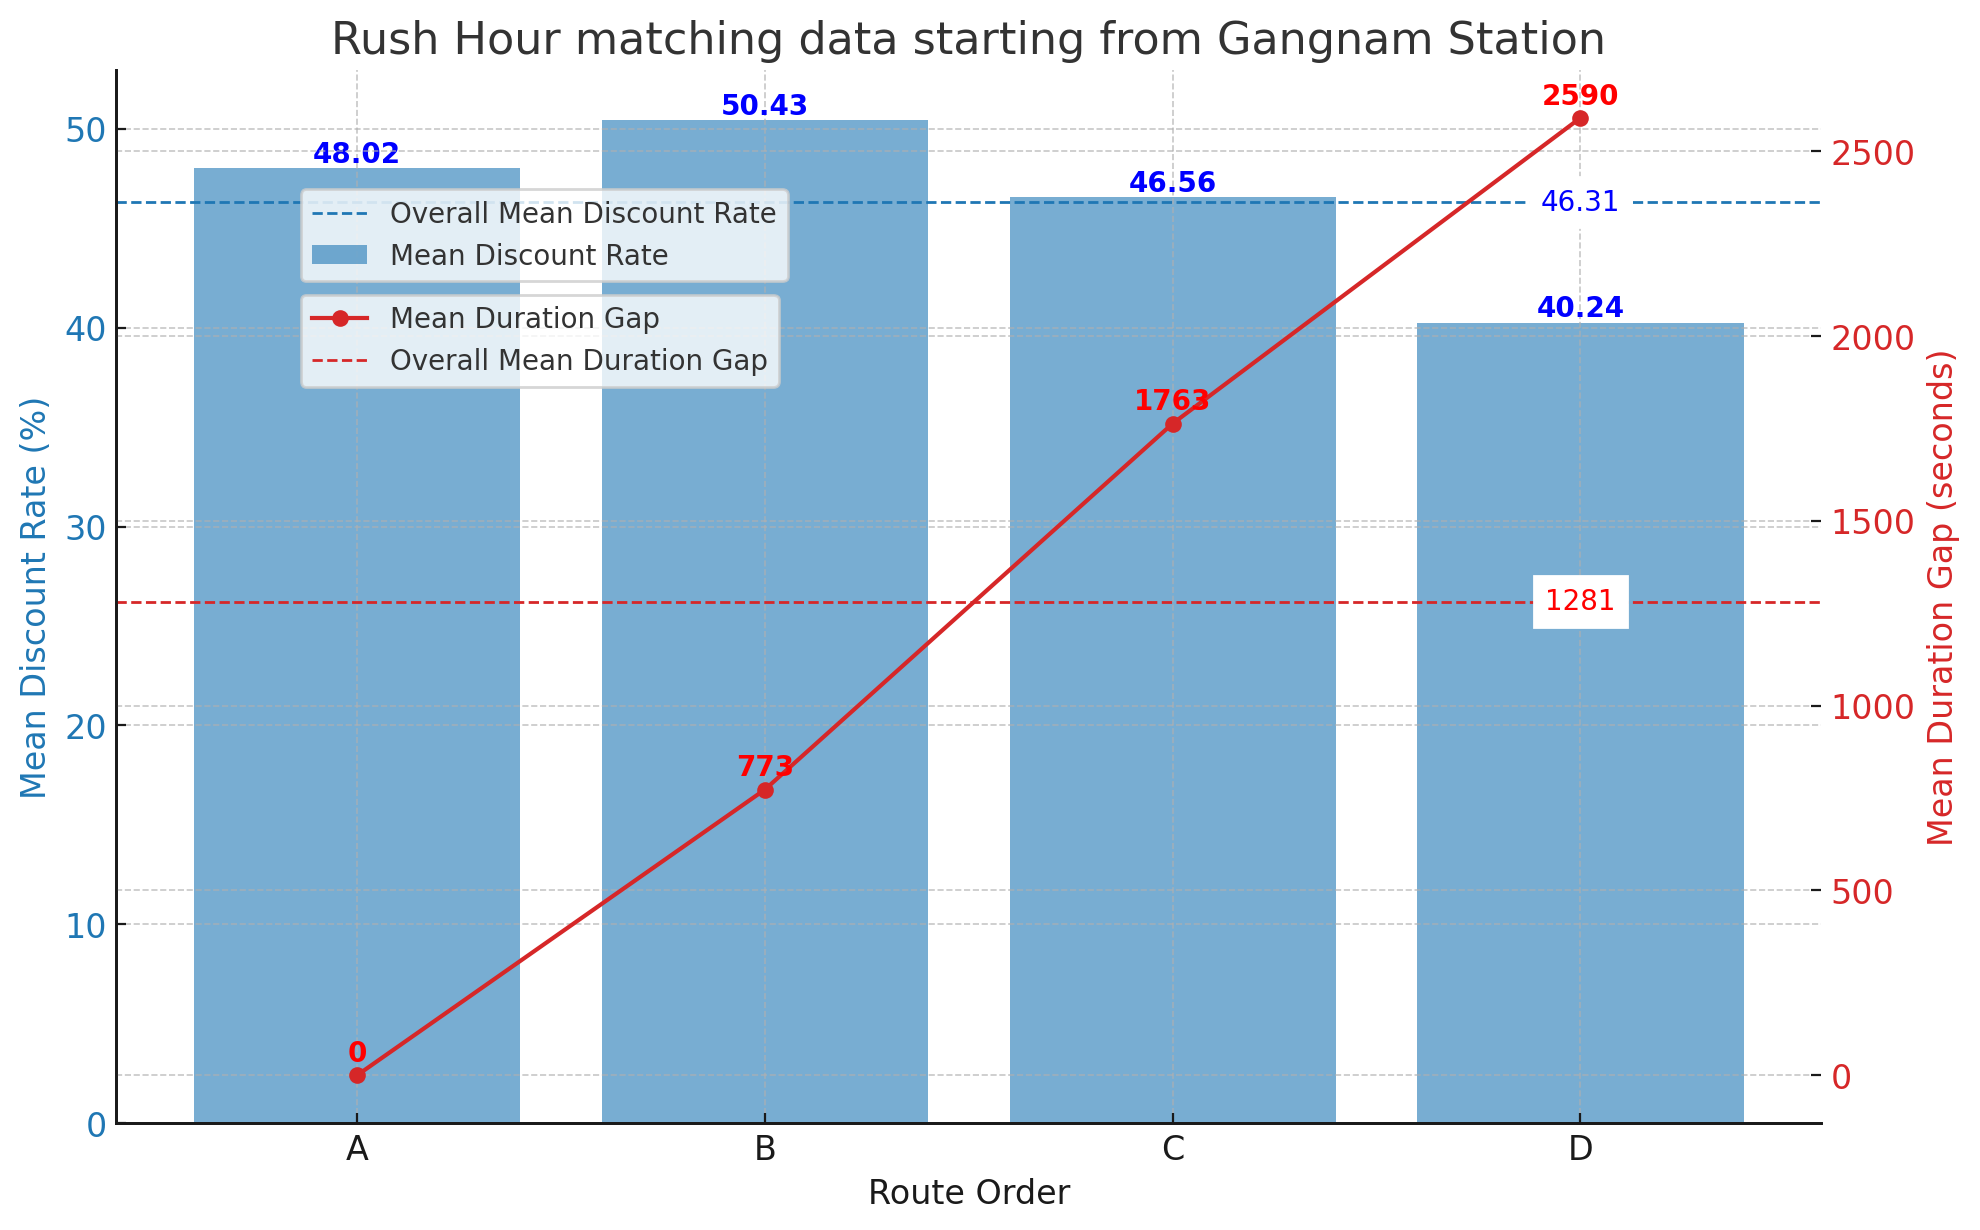 Rush Hour matching data starting from Gangnam Station
Mean Discount Rate (%)
50
40
30
20
10
0
48.02
50.43
46.56
40.24
46.31
Overall Mean Discount Rate
Mean Discount Rate
Mean Duration Gap
Overall Mean Duration Gap
0
773
1763
2590
1281
2500
2000
1500
1000
500
0
Mean Duration Gap (seconds)
A
B
C
D
Route Order